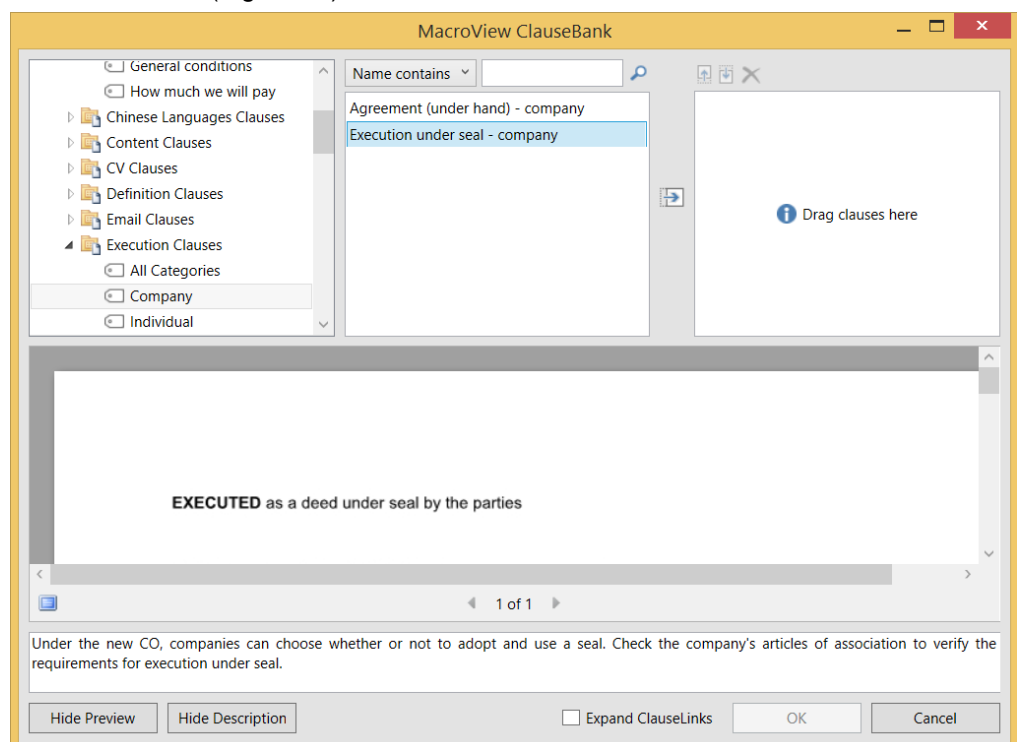 MacroView ClauseBank
General conditions
How much we will pay
Chinese Languages Clauses
Content Clauses
CV Clauses
Definition Clauses
Email Clauses
Execution Clauses
All Categories
Company
Individual
Name contains
Agreement (under hand) - company
Execution under seal - company
Drag clauses here
EXECUTED as a deed under seal by the parties
1 of 1
Under the new CO, companies can choose whether or not to adopt and use a seal. Check the company's articles of association to verify the
requirements for execution under seal.
Hide Preview
Hide Description
Expand ClauseLinks
OK
Cancel